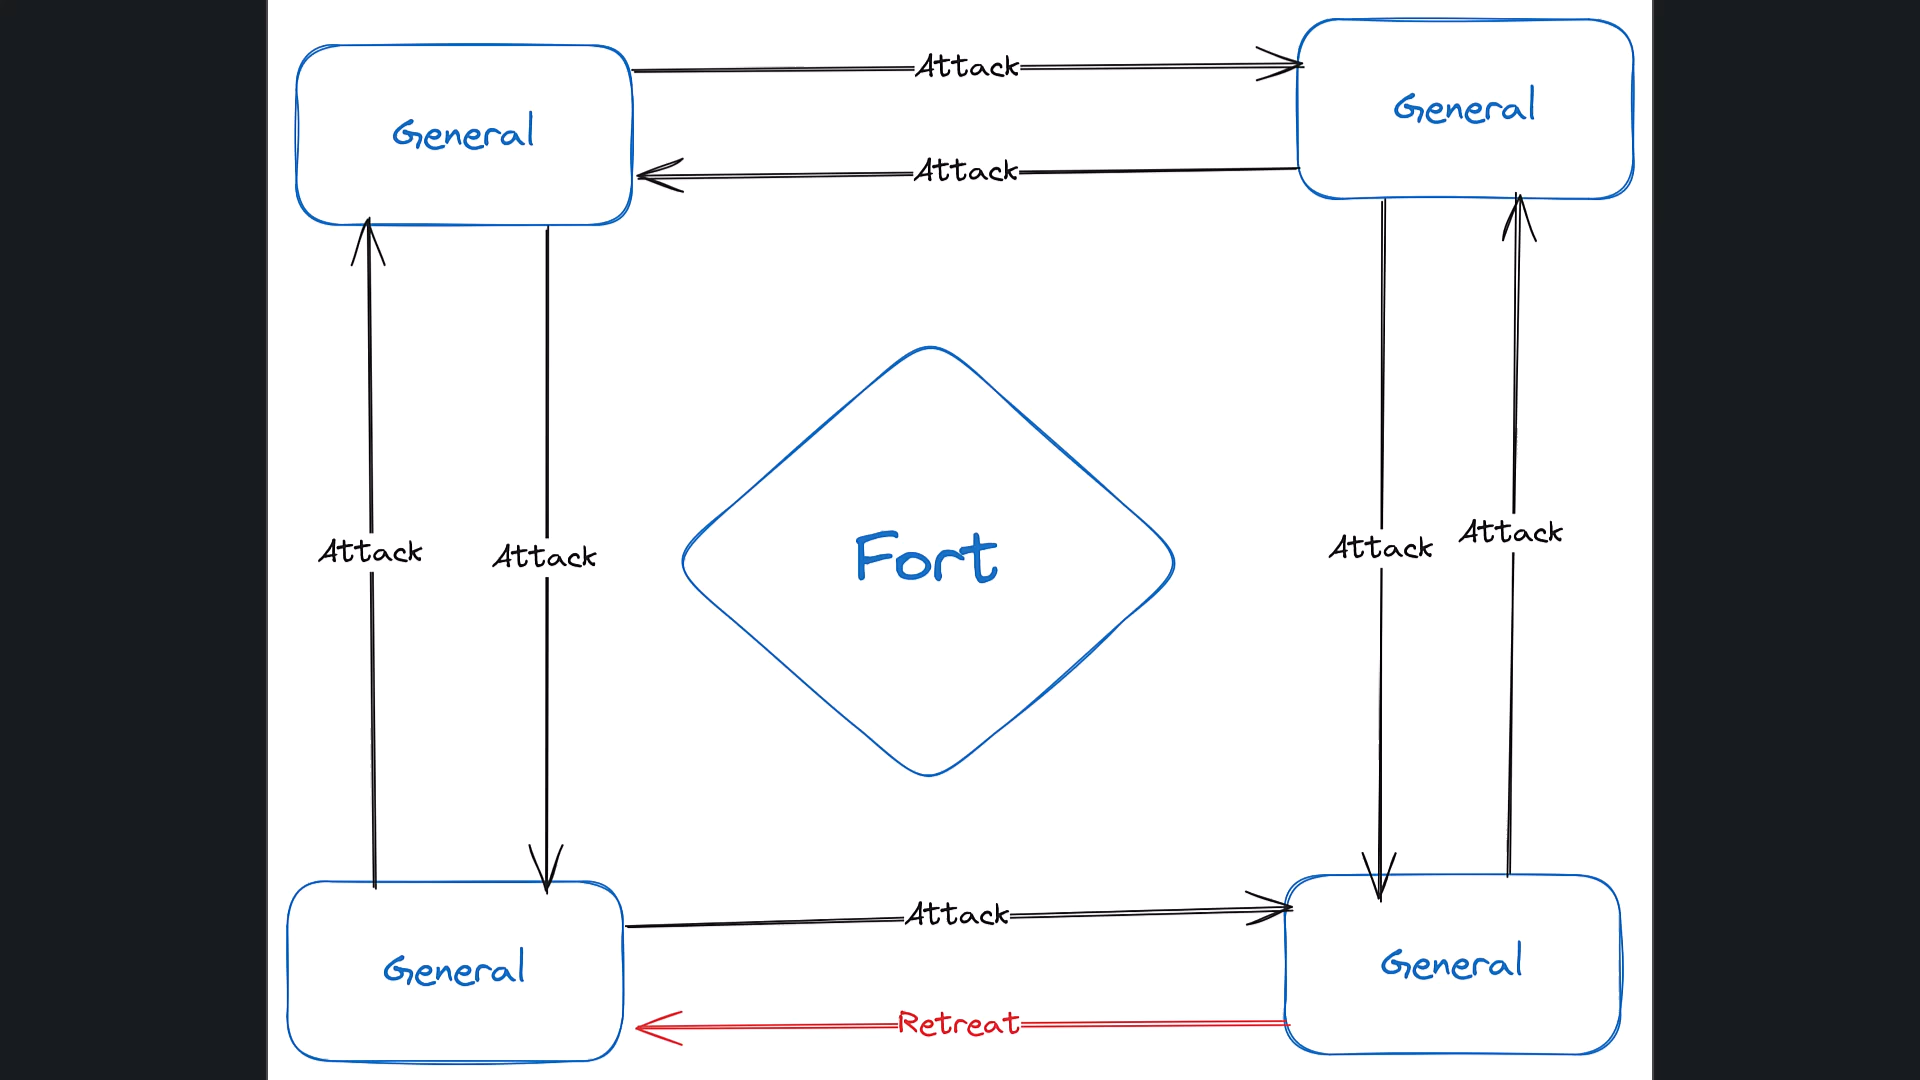 Attack
General
General
Attack
Attack
Attack
Fort
Attack
Attack
Attack
General
General
Retreat